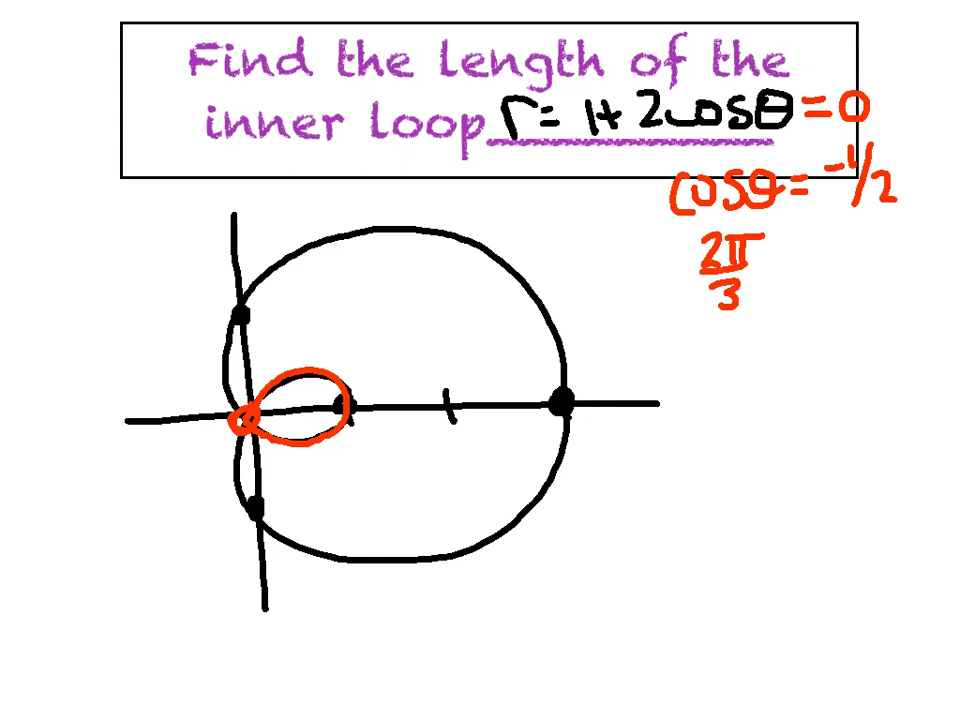 Find the length of the
inner loop r = 1 + 2cosθ = 0
cosθ = -1/2
2π
3